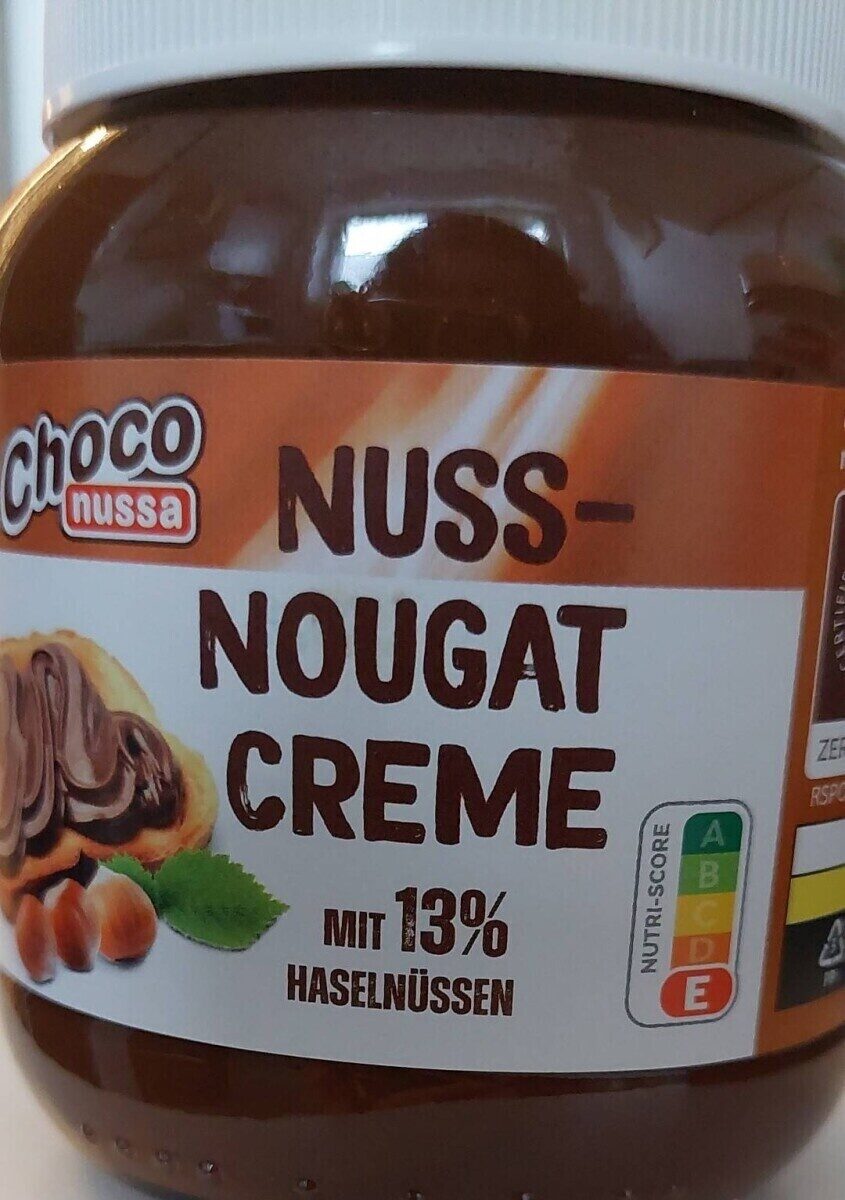 Choco
nussa
NUSS-
NOUGAT
CREME
MIT 13%
HASELNÜSSEN
NUTRI-SCORE
A
B
C
D
E